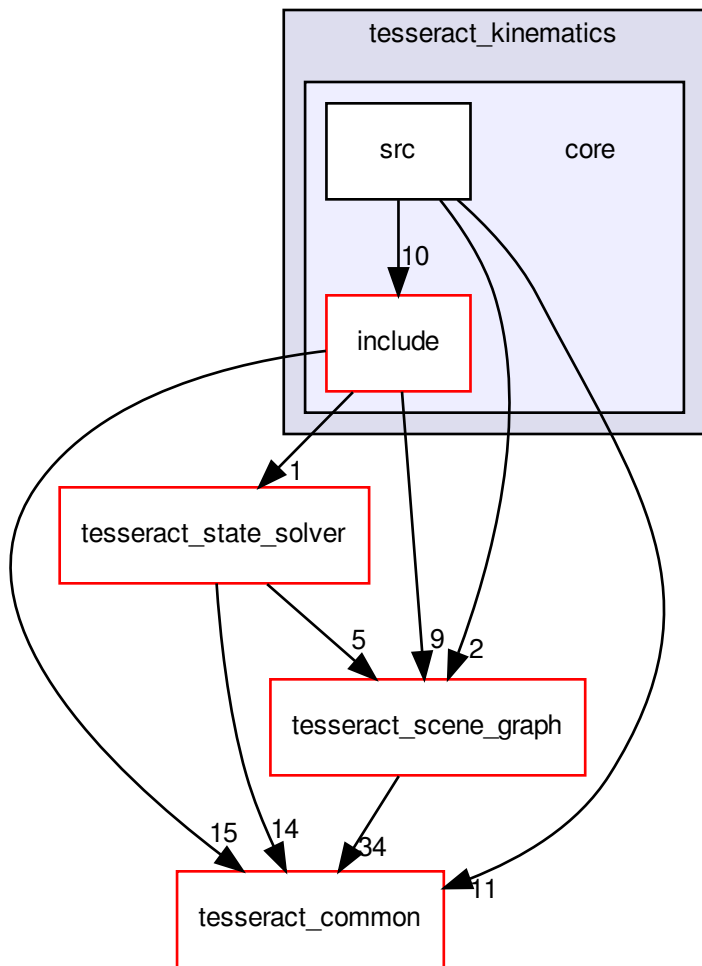 tesseract_kinematics
src
core
10
include
1
tesseract_state_solver
5
9
2
tesseract_scene_graph
15
14
34
11
tesseract_common